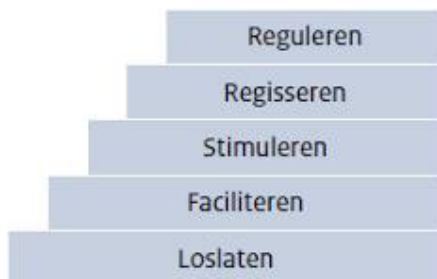 Reguleren
Regisseren
Stimuleren
Faciliteren
Loslaten